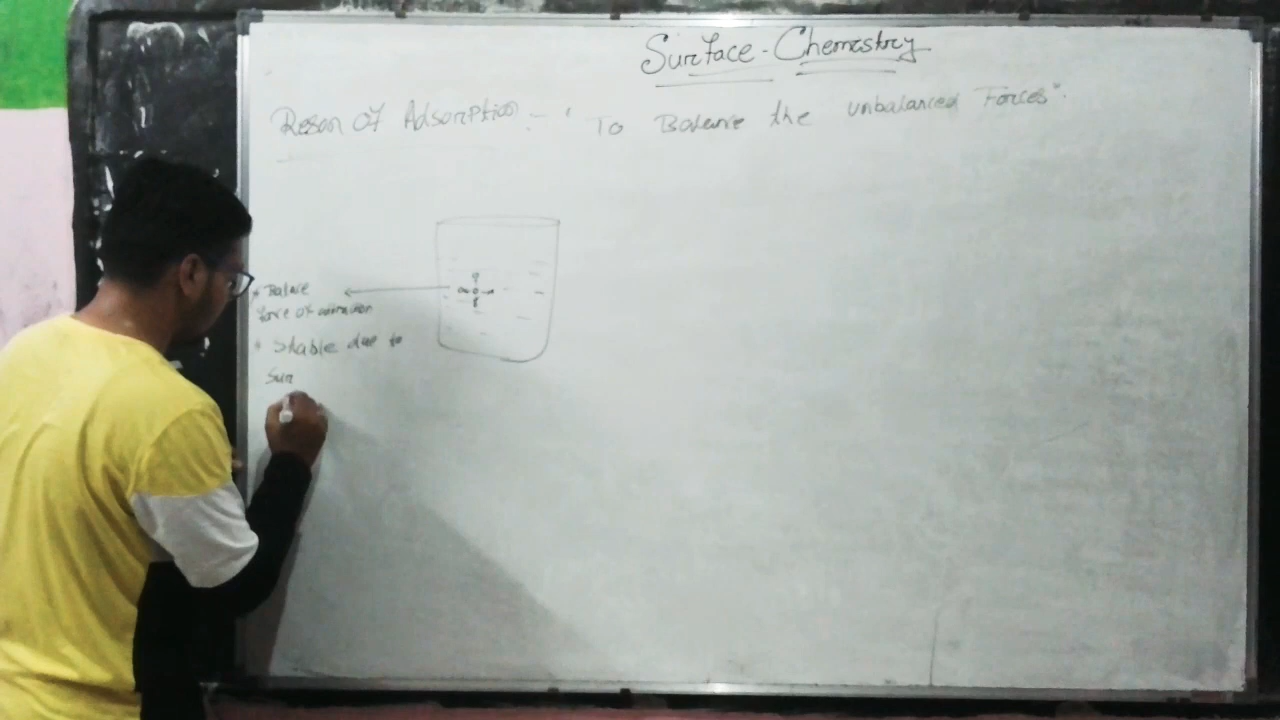 Surface - Chemistry
Reson Of Adsorption :- "To Balance the unbalanced Forces".
* Balance
force of attraction
* Stable due to
Sur